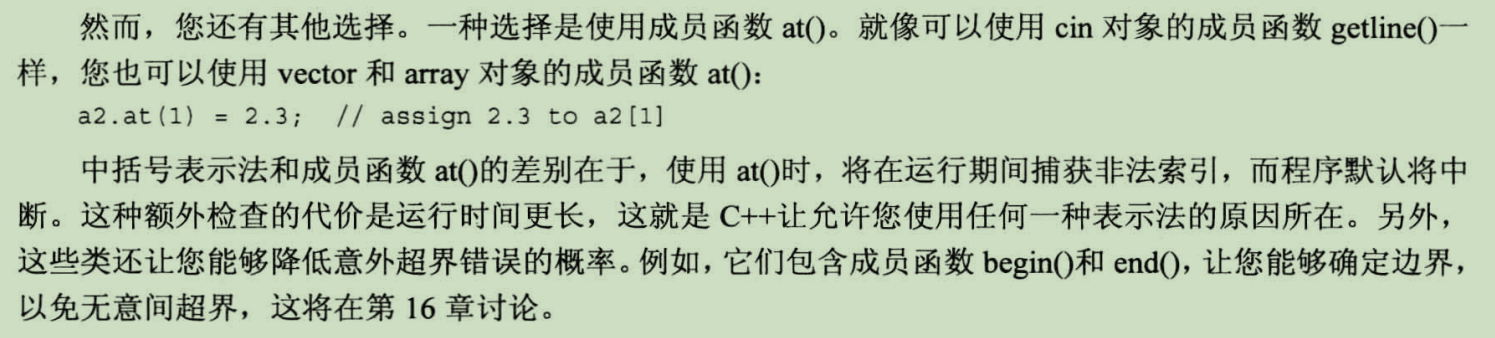 然而，您还有其他选择。一种选择是使用成员函数 at()。就像可以使用 cin 对象的成员函数 getline()一
样，您也可以使用 vector 和 array 对象的成员函数 at()：
a2.at(1) = 2.3;  // assign 2.3 to a2[1]
中括号表示法和成员函数 at()的差别在于，使用 at()时，将在运行期间捕获非法索引，而程序默认将中
断。这种额外检查的代价是运行时间更长，这就是 C++让允许您使用任何一种表示法的原因所在。另外，
这些类还让您能够降低意外超界错误的概率。例如，它们包含成员函数 begin()和 end()，让您能够确定边界，
以免无意间超界，这将在第 16 章讨论。